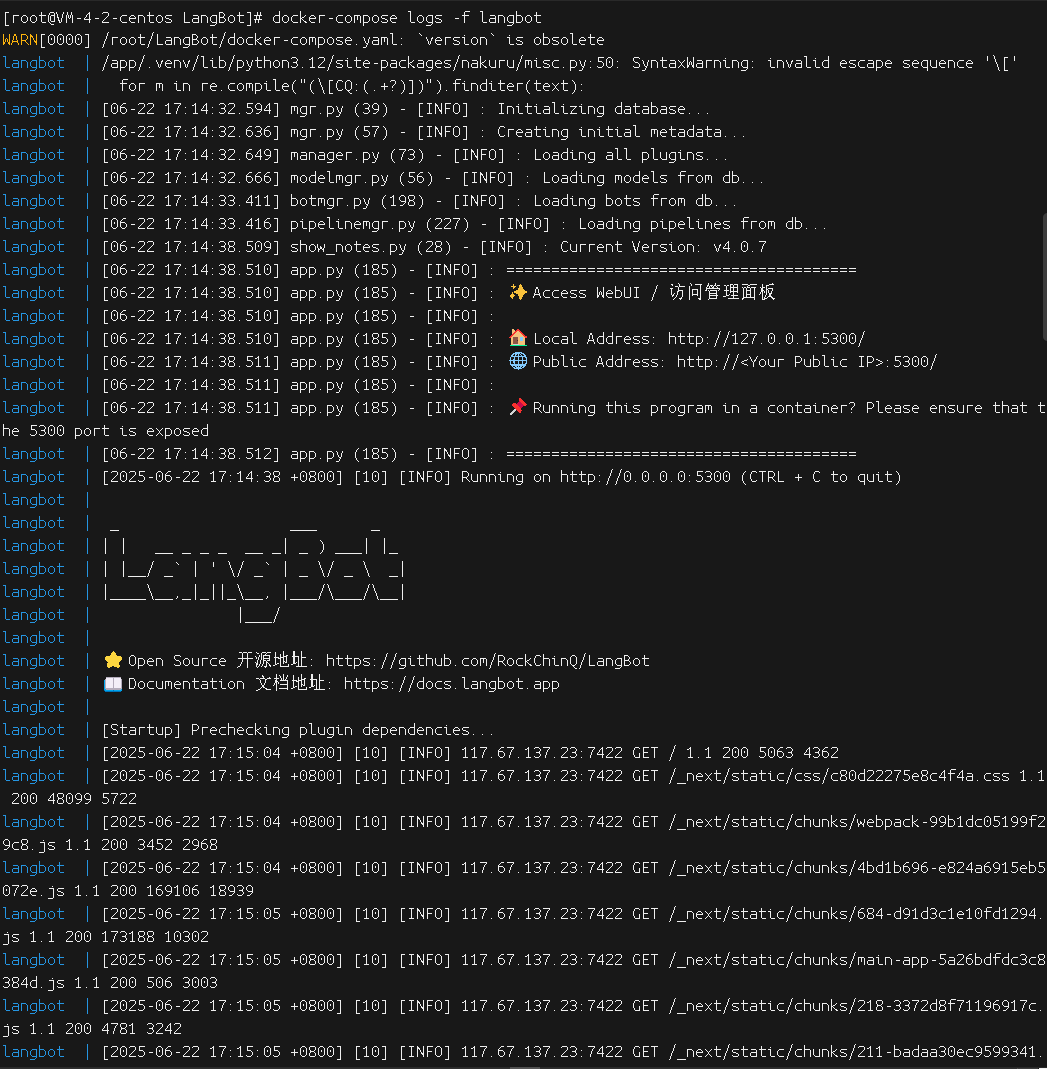 [root@VM-4-2-centos LangBot]# docker-compose logs -f langbot
WARN[0000] /root/LangBot/docker-compose.yaml: `version` is obsolete
langbot  | /app/.venv/lib/python3.12/site-packages/nakuru/misc.py:50: SyntaxWarning: invalid escape sequence '\['
langbot  |   for m in re.compile("(\[CQ:(.+?)])").finditer(text):
langbot  | [06-22 17:14:32.594] mgr.py (39) - [INFO] : Initializing database...
langbot  | [06-22 17:14:32.636] mgr.py (57) - [INFO] : Creating initial metadata...
langbot  | [06-22 17:14:32.649] manager.py (73) - [INFO] : Loading all plugins...
langbot  | [06-22 17:14:32.666] modelmgr.py (56) - [INFO] : Loading models from db...
langbot  | [06-22 17:14:33.411] botmgr.py (198) - [INFO] : Loading bots from db...
langbot  | [06-22 17:14:33.416] pipelinemgr.py (227) - [INFO] : Loading pipelines from db...
langbot  | [06-22 17:14:38.509] show_notes.py (28) - [INFO] : Current Version: v4.0.7
langbot  | [06-22 17:14:38.510] app.py (185) - [INFO] : =======================================
langbot  | [06-22 17:14:38.510] app.py (185) - [INFO] : ✨ Access WebUI / 访问管理面板
langbot  | [06-22 17:14:38.510] app.py (185) - [INFO] :
langbot  | [06-22 17:14:38.510] app.py (185) - [INFO] : 🏠 Local Address: http://127.0.0.1:5300/
langbot  | [06-22 17:14:38.511] app.py (185) - [INFO] : 🌐 Public Address: http://<Your Public IP>:5300/
langbot  | [06-22 17:14:38.511] app.py (185) - [INFO] :
langbot  | [06-22 17:14:38.511] app.py (185) - [INFO] : 📌 Running this program in a container? Please ensure that t
he 5300 port is exposed
langbot  | [06-22 17:14:38.512] app.py (185) - [INFO] : =======================================
langbot  | [2025-06-22 17:14:38 +0800] [10] [INFO] Running on http://0.0.0.0:5300 (CTRL + C to quit)
langbot  |
langbot  |  _                   ___      _
langbot  | | |   __ _ _ _  __ _| _ ) ___| |_
langbot  | | |__/ _` | ' \/ _` | _ \/ _ \  _|
langbot  | |____\__,_|_||_\__, |___/\___/\__|
langbot  |                |___/
langbot  |
langbot  | ⭐ Open Source 开源地址: https://github.com/RockChinQ/LangBot
langbot  | 📖 Documentation 文档地址: https://docs.langbot.app
langbot  |
langbot  | [Startup] Prechecking plugin dependencies...
langbot  | [2025-06-22 17:15:04 +0800] [10] [INFO] 117.67.137.23:7422 GET / 1.1 200 5063 4362
langbot  | [2025-06-22 17:15:04 +0800] [10] [INFO] 117.67.137.23:7422 GET /_next/static/css/c80d22275e8c4f4a.css 1.1
 200 48099 5722
langbot  | [2025-06-22 17:15:04 +0800] [10] [INFO] 117.67.137.23:7422 GET /_next/static/chunks/webpack-99b1dc05199f2
9c8.js 1.1 200 3452 2968
langbot  | [2025-06-22 17:15:04 +0800] [10] [INFO] 117.67.137.23:7422 GET /_next/static/chunks/4bd1b696-e824a6915eb5
072e.js 1.1 200 169106 18939
langbot  | [2025-06-22 17:15:05 +0800] [10] [INFO] 117.67.137.23:7422 GET /_next/static/chunks/684-d91d3c1e10fd1294.
js 1.1 200 173188 10302
langbot  | [2025-06-22 17:15:05 +0800] [10] [INFO] 117.67.137.23:7422 GET /_next/static/chunks/main-app-5a26bdfdc3c8
384d.js 1.1 200 506 3003
langbot  | [2025-06-22 17:15:05 +0800] [10] [INFO] 117.67.137.23:7422 GET /_next/static/chunks/218-3372d8f71196917c.
js 1.1 200 4781 3242
langbot  | [2025-06-22 17:15:05 +0800] [10] [INFO] 117.67.137.23:7422 GET /_next/static/chunks/211-badaa30ec9599341.